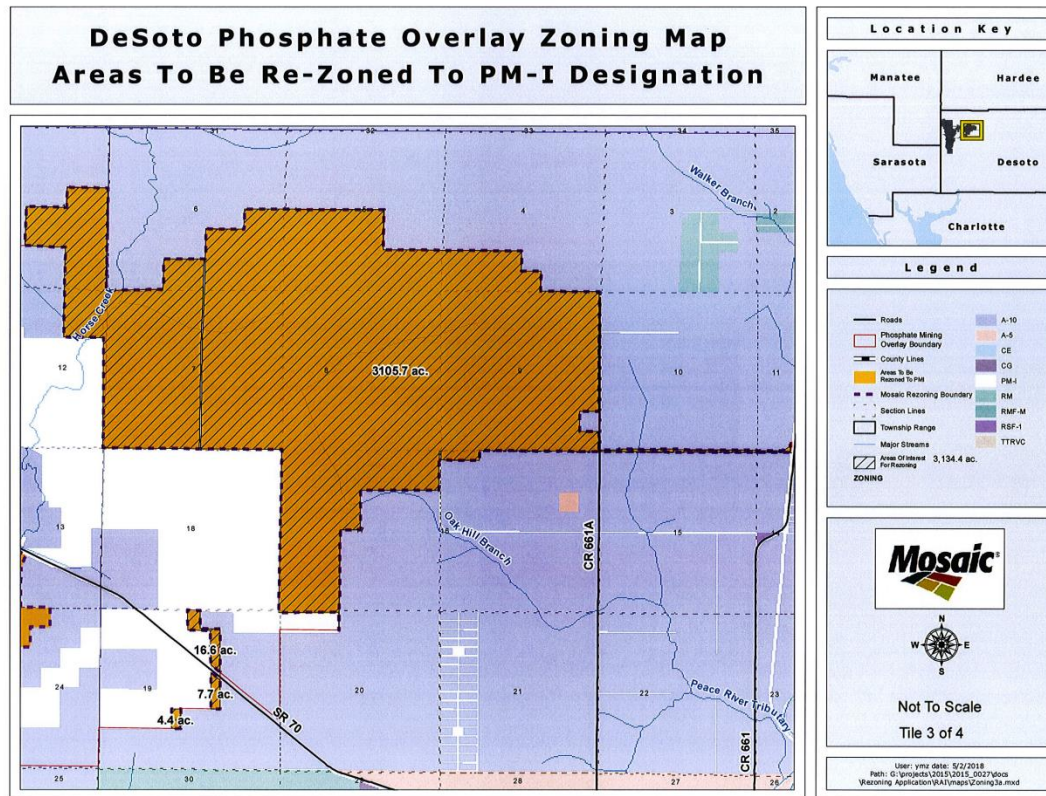 DeSoto Phosphate Overlay Zoning Map
Areas To Be Re-Zoned To PM-I Designation
31
32
33
34
35
Walker Branch
6
4
3
2
Horse Creek
12
3105.7 ac.
10
11
13
18
Oak Hill Branch
CR 661A
15
16.6 ac.
7.7 ac.
4.4 ac.
24
19
SR 70
20
21
22
23
Peace River Tributary
CR 661
25
30
29
28
27
26
Location Key
Manatee
Hardee
Sarasota
Desoto
Charlotte
Legend
Roads
Phosphate Mining
Overlay Boundary
County Lines
Areas To Be
Rezoned To PMI
Mosaic Rezoning Boundary
Section Lines
Township Range
Major Streams
Areas Of Interest
For Rezoning
3,134.4 ac.
ZONING
A-10
A-5
CE
CG
PM-I
RM
RMF-M
RSF-1
TTRVC
Mosaic®
N
W
E
S
Not To Scale
Tile 3 of 4
User: ymz date: 5/2/2018
Path: G:\projects\2015\2015_0027\docs
\Rezoning Application\RAI\maps\Zoning3a.mxd